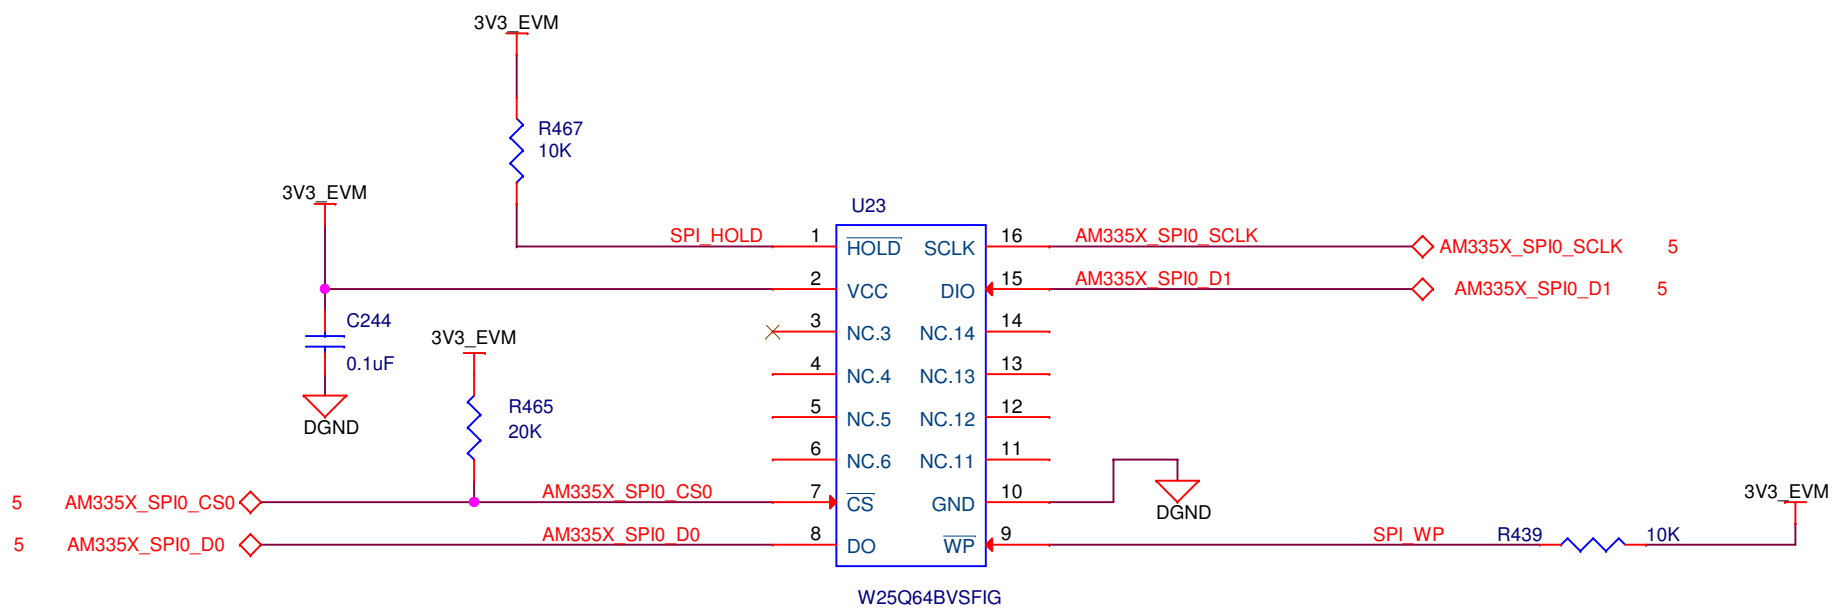 3V3_EVM
R467
10K
3V3_EVM
U23
SPI_HOLD 1 HOLD SCLK 16 AM335X_SPI0_SCLK AM335X_SPI0_SCLK 5
2 VCC DIO 15 AM335X_SPI0_D1 AM335X_SPI0_D1 5
C244
0.1uF
DGND
3 NC.3 NC.14 14
3V3_EVM
4 NC.4 NC.13 13
R465
20K
5 NC.5 NC.12 12
6 NC.6 NC.11 11
5 AM335X_SPI0_CS0 AM335X_SPI0_CS0 7 CS GND 10
DGND
3V3_EVM
5 AM335X_SPI0_D0 AM335X_SPI0_D0 8 DO WP 9 SPI_WP R439 10K
W25Q64BVSFIG